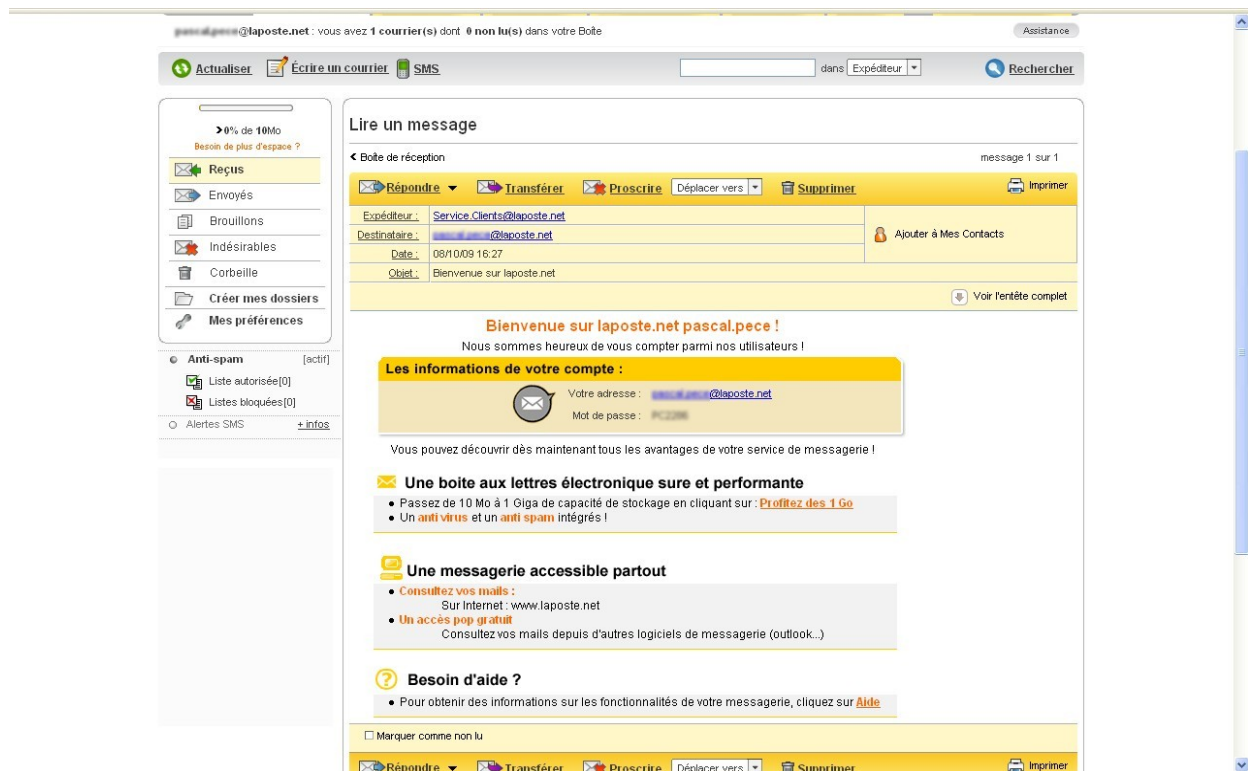 @laposte.net : vous avez 1 courrier(s) dont 0 non lu(s) dans votre Boîte
Assistance
Actualiser Écrire un courrier SMS
dans Expéditeur Rechercher
0% de 10Mo
Besoin de plus d'espace ?
Reçus
Envoyés
Brouillons
Indésirables
Corbeille
Créer mes dossiers
Mes préférences
Anti-spam [actif]
Liste autorisée[0]
Listes bloquées[0]
Alertes SMS + infos
Lire un message
Boîte de réception message 1 sur 1
Répondre Transférer Proscrire Déplacer vers Supprimer Imprimer
Expéditeur : Service.Clients@laposte.net
Destinataire : @laposte.net
Ajouter à Mes Contacts
Date : 08/10/09 16:27
Objet : Bienvenue sur laposte.net
Voir l'entête complet
Bienvenue sur laposte.net pascal.pece !
Nous sommes heureux de vous compter parmi nos utilisateurs !
Les informations de votre compte :
Votre adresse : @laposte.net
Mot de passe :
Vous pouvez découvrir dès maintenant tous les avantages de votre service de messagerie !
Une boite aux lettres électronique sure et performante
• Passez de 10 Mo à 1 Giga de capacité de stockage en cliquant sur : Profitez des 1 Go
• Un anti virus et un anti spam intégrés !
Une messagerie accessible partout
• Consultez vos mails :
Sur Internet : www.laposte.net
• Un accès pop gratuit
Consultez vos mails depuis d'autres logiciels de messagerie (outlook...)
Besoin d'aide ?
• Pour obtenir des informations sur les fonctionnalités de votre messagerie, cliquez sur Aide
Marquer comme non lu
Répondre Transférer Proscrire Déplacer vers Supprimer Imprimer